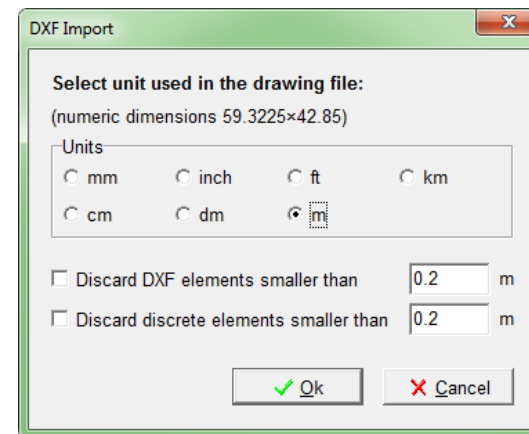 DXF Import
Select unit used in the drawing file:
(numeric dimensions 59.3225×42.85)
Units
mm inch ft km
cm dm m
Discard DXF elements smaller than 0.2 m
Discard discrete elements smaller than 0.2 m
Ok Cancel